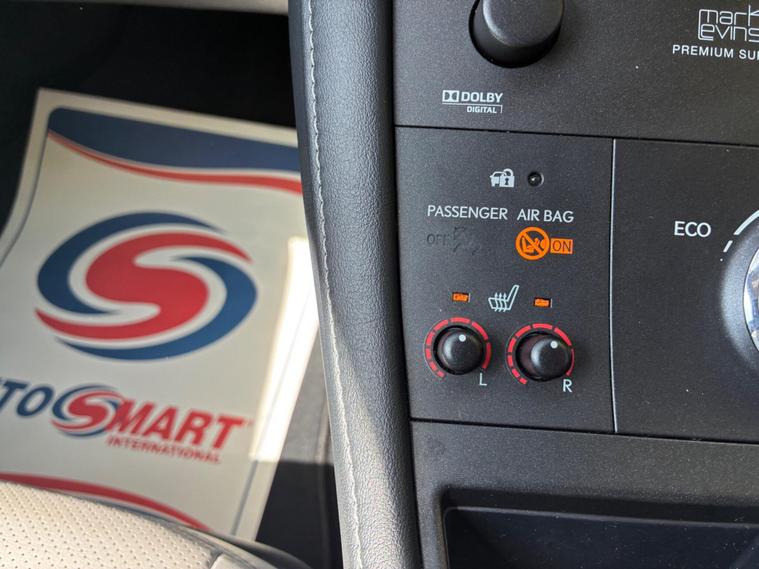 mark
levins
PREMIUM SU
DOLBY
DIGITAL
PASSENGER AIR BAG
OFF ON
ECO
L R
TOSMART
INTERNATIONAL